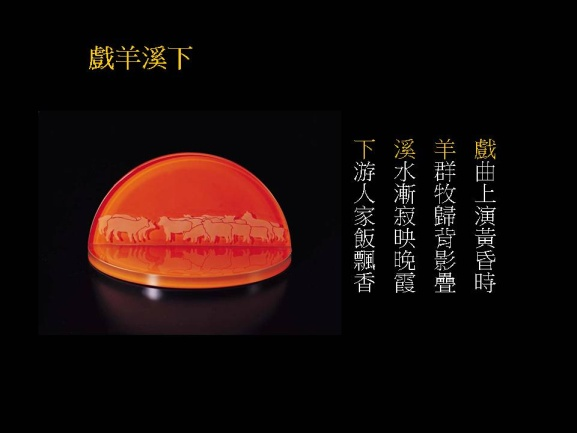 戲羊溪下
戲曲上演黃昏時
羊群牧歸背影疊
溪水漸寂映晚霞
下游人家飯飄香